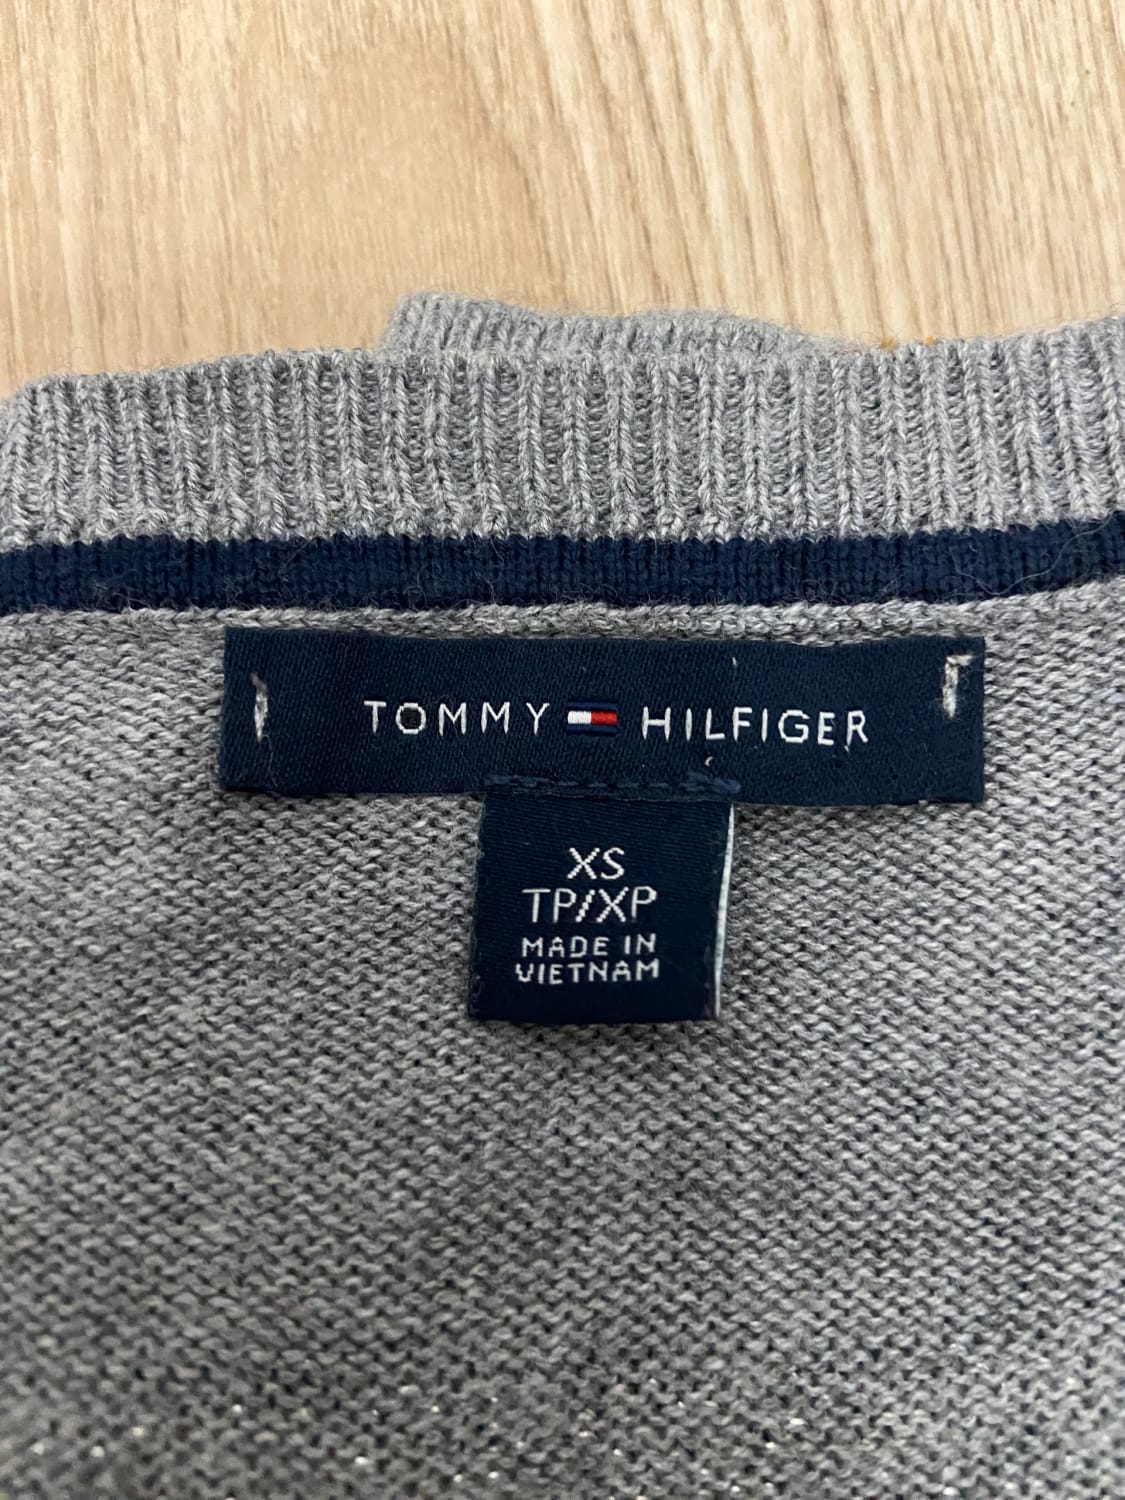 TOMMY HILFIGER
XS
TP/XP
MADE IN
VIETNAM